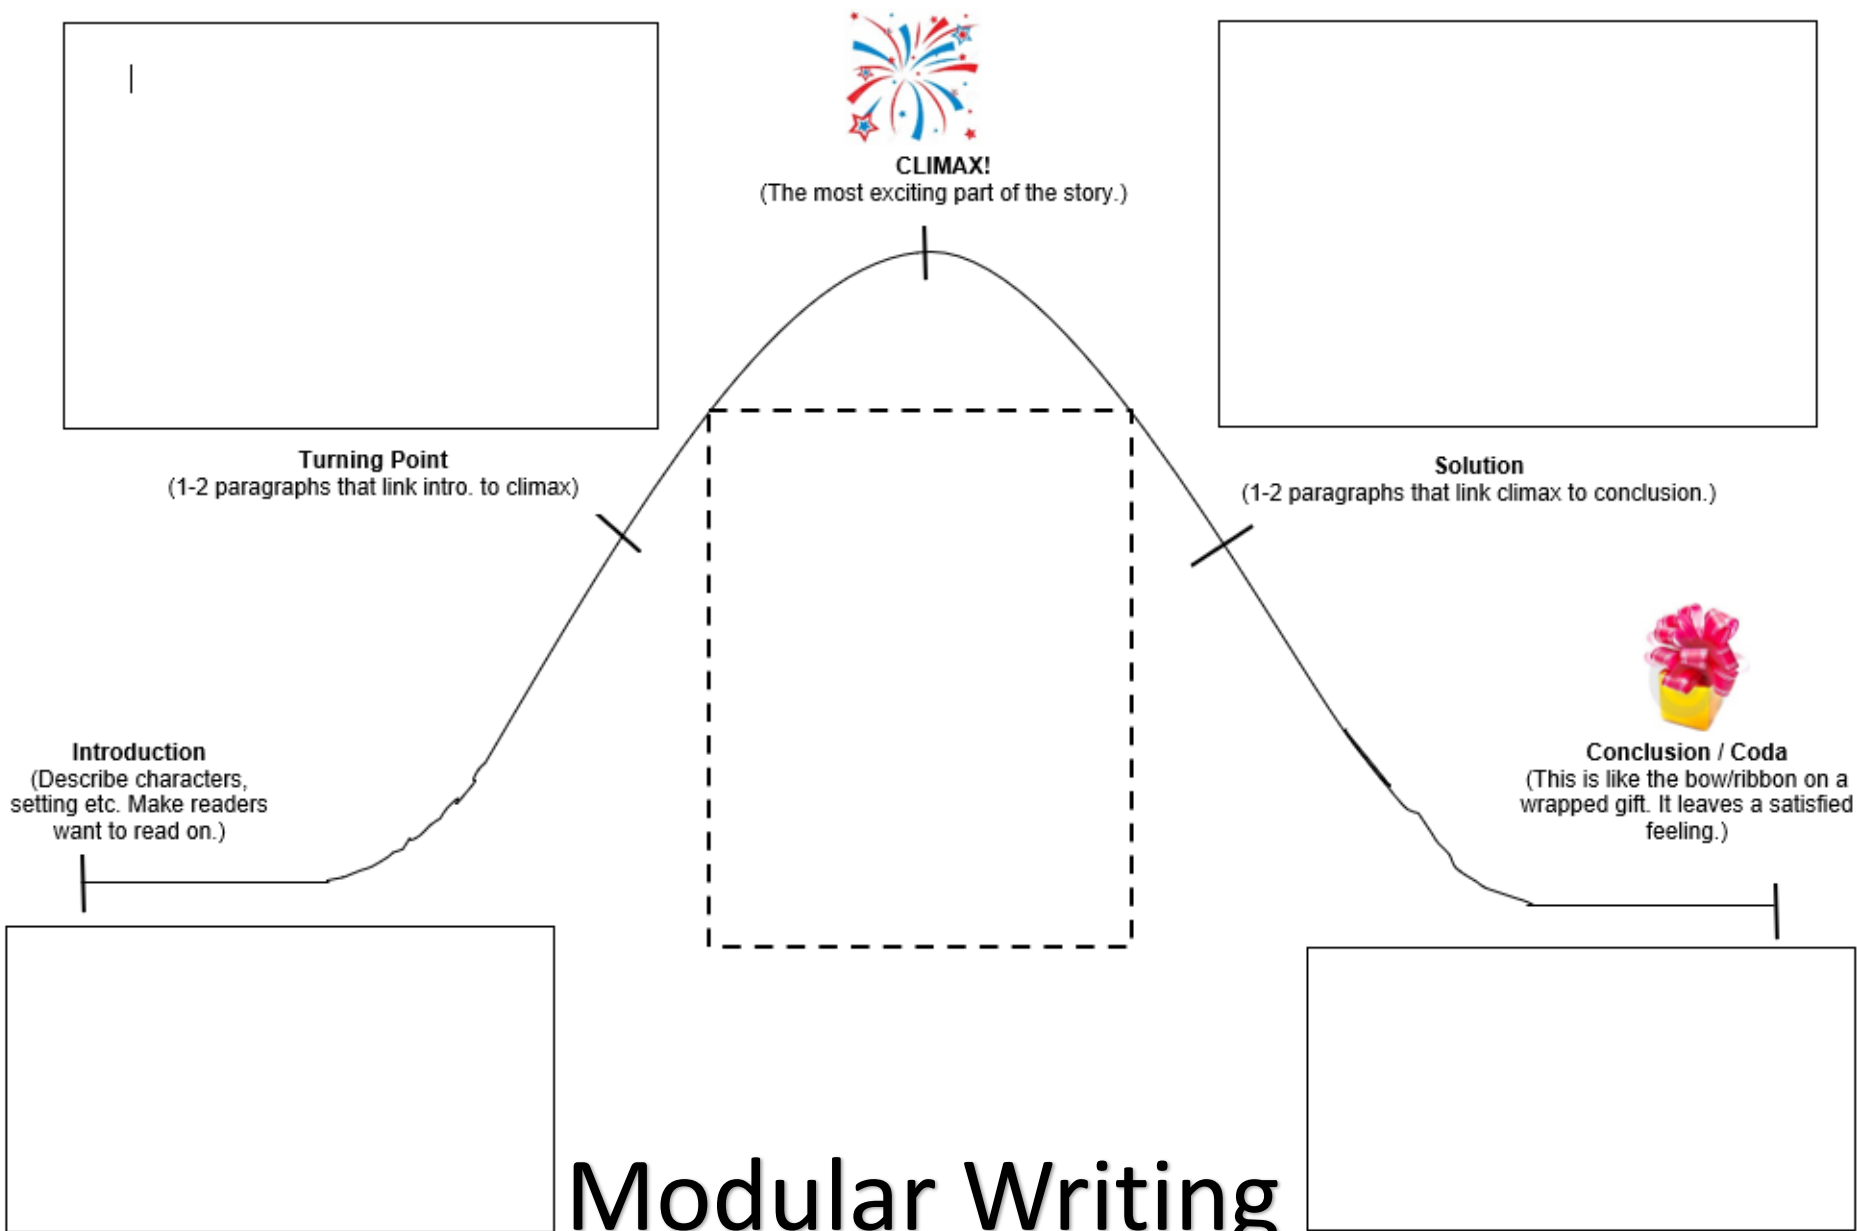 CLIMAX!
(The most exciting part of the story.)
Turning Point
(1-2 paragraphs that link intro. to climax)
Solution
(1-2 paragraphs that link climax to conclusion.)
Introduction
(Describe characters,
setting etc. Make readers
want to read on.)
Conclusion / Coda
(This is like the bow/ribbon on a
wrapped gift. It leaves a satisfied
feeling.)
Modular Writing